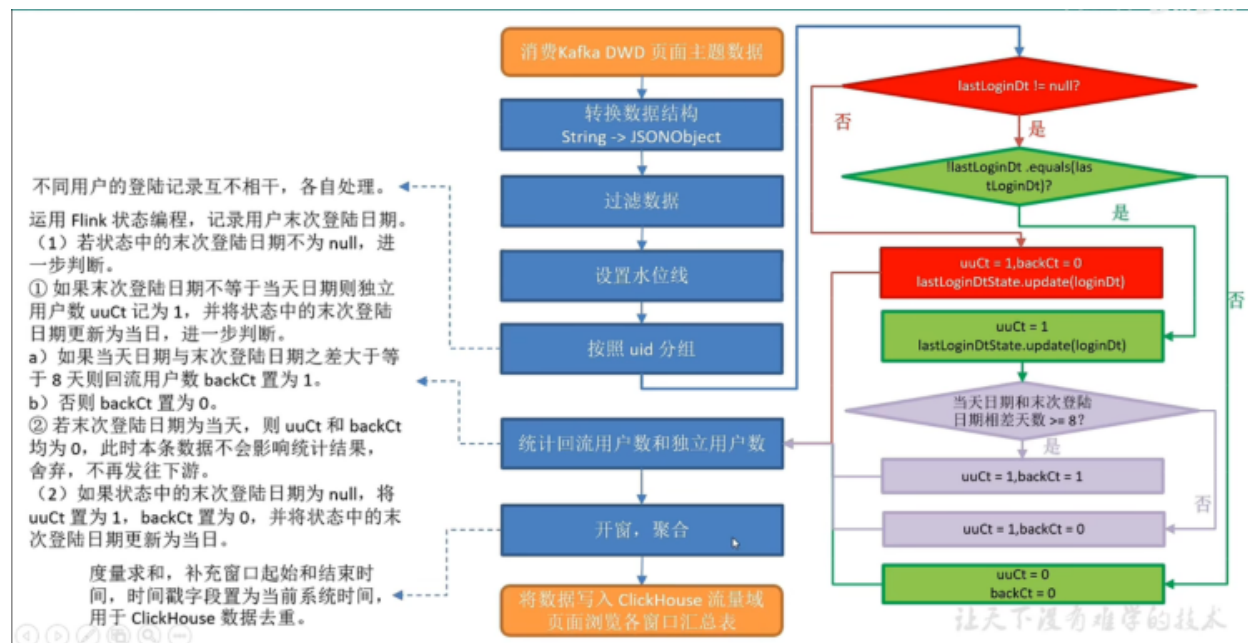 不同用户的登陆记录互不相干，各自处理。
运用 Flink 状态编程，记录用户末次登陆日期。
（1）若状态中的末次登陆日期不为 null，进
一步判断。
① 如果末次登陆日期不等于当天日期则独立
用户数 uuCt 记为 1，并将状态中的末次登陆
日期更新为当日，进一步判断。
a）如果当天日期与末次登陆日期之差大于等
于 8 天则回流用户数 backCt 置为 1。
b）否则 backCt 置为 0。
② 若末次登陆日期为当天，则 uuCt 和 backCt
均为 0，此时本条数据不会影响统计结果，
舍弃，不再发往下游。
（2）如果状态中的末次登陆日期为 null，将
uuCt 置为 1，backCt 置为 0，并将状态中的末
次登陆日期更新为当日。
度量求和，补充窗口起始和结束时
间，时间戳字段置为当前系统时间，
用于 ClickHouse 数据去重。
消费Kafka DWD 页面主题数据
转换数据结构
String -> JSONObject
过滤数据
设置水位线
按照 uid 分组
统计回流用户数和独立用户数
开窗，聚合
将数据写入 ClickHouse 流量域
页面浏览各窗口汇总表
lastLoginDt != null?
否
是
!lastLoginDt .equals(las
tLoginDt)?
是
否
uuCt = 1,backCt = 0
lastLoginDtState.update(loginDt)
uuCt = 1
lastLoginDtState.update(loginDt)
当天日期和末次登陆
日期相差天数 >= 8?
是
否
uuCt = 1,backCt = 1
uuCt = 1,backCt = 0
uuCt = 0
backCt = 0
让天下没有难学的技术